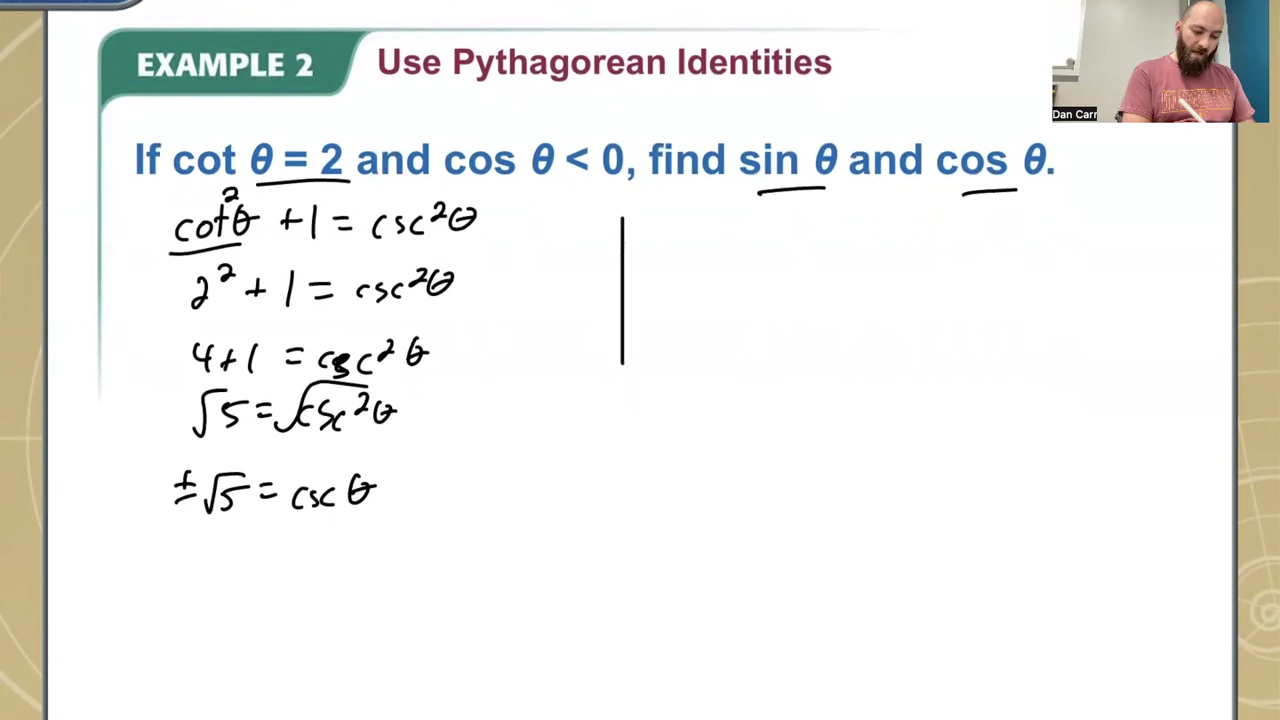 EXAMPLE 2
Use Pythagorean Identities
Dan Carr
If cot θ = 2 and cos θ < 0, find sin θ and cos θ.
cot²θ + 1 = csc²θ
2² + 1 = csc²θ
4 + 1 = csc²θ
√5 = √csc²θ
±√5 = csc θ